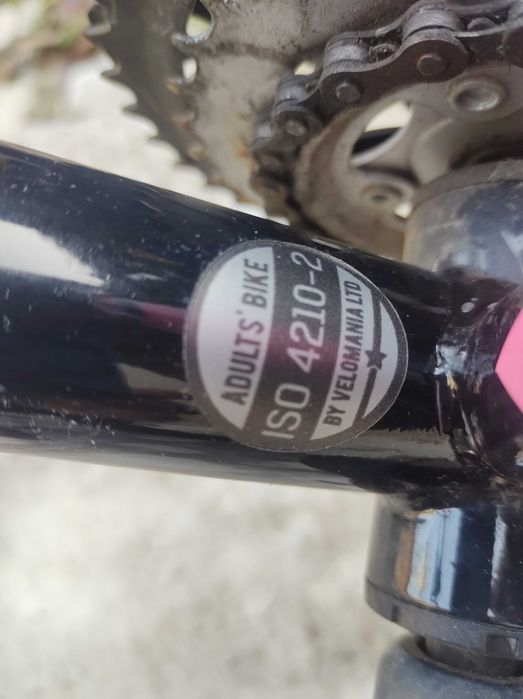 ADULTS' BIKE
ISO 4210-2
BY VELOMANIA LTD